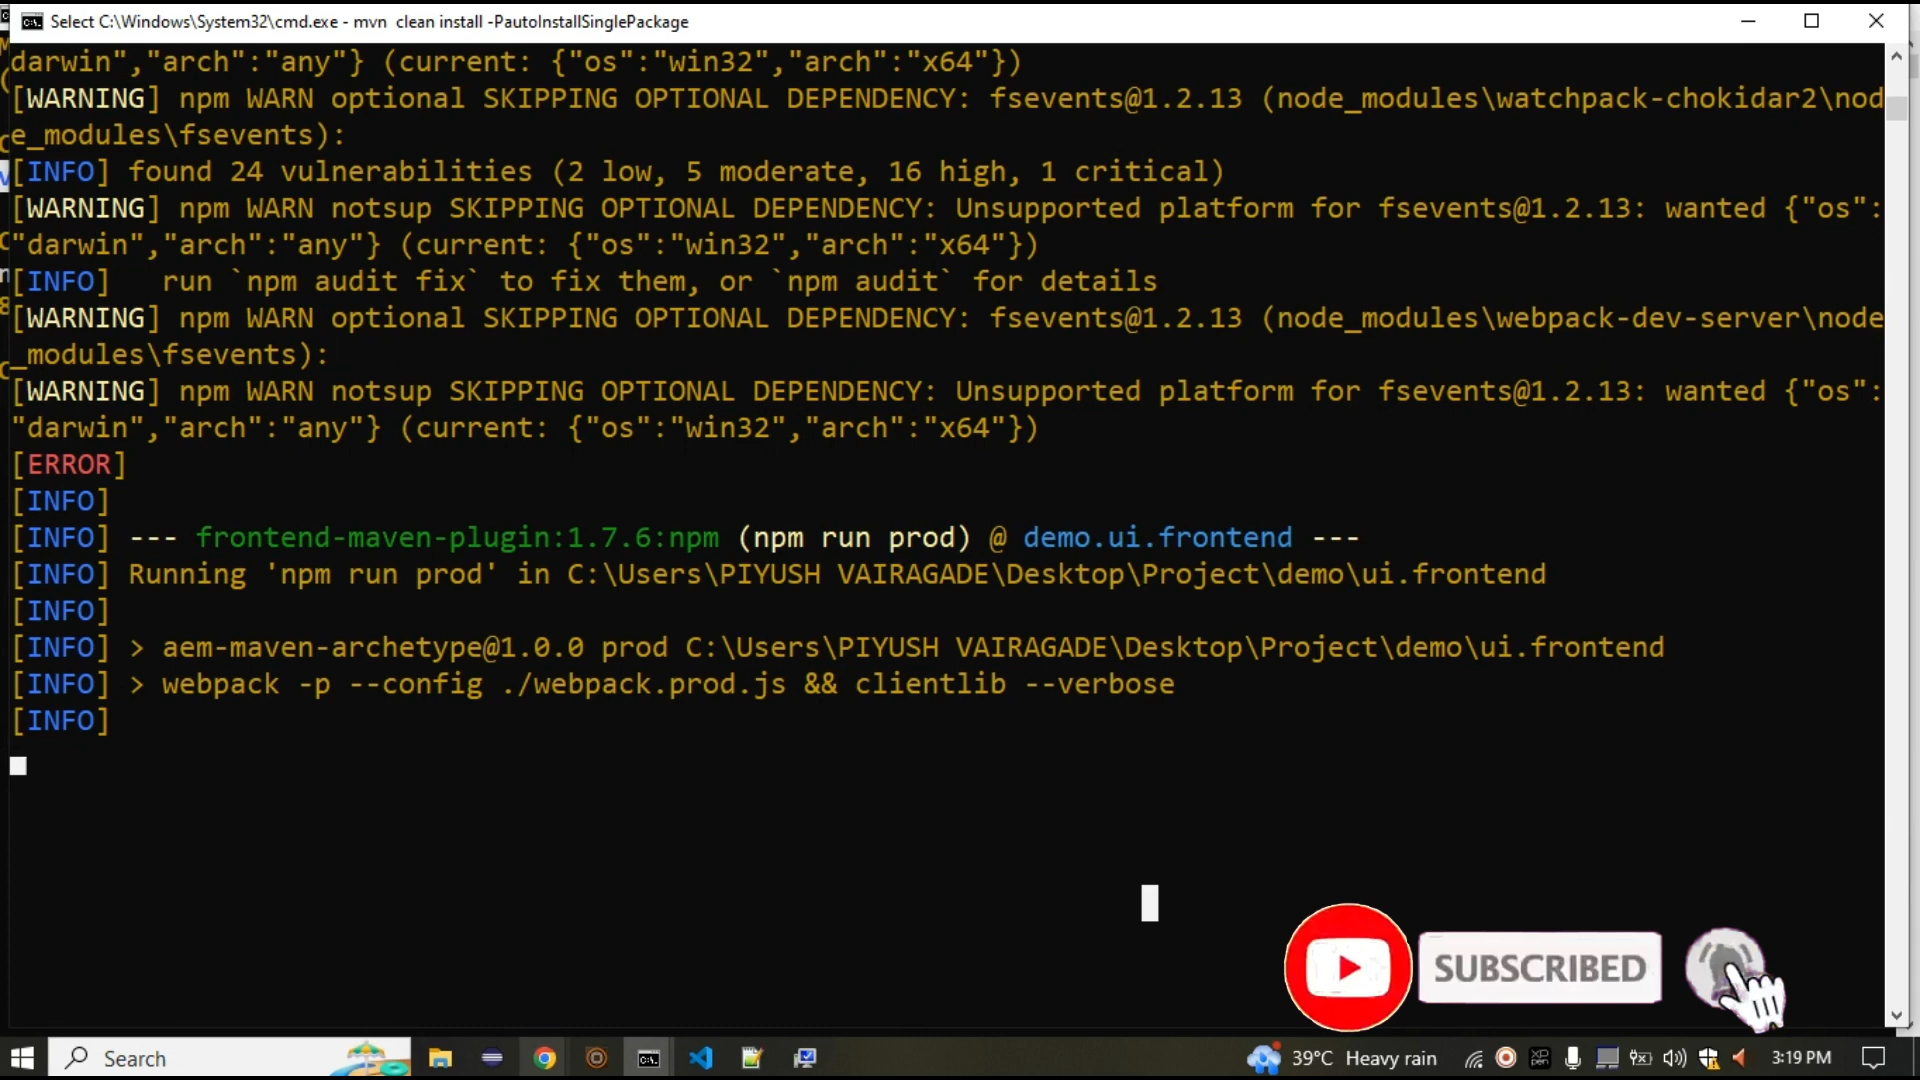 Select C:\Windows\System32\cmd.exe - mvn  clean install -PautoInstallSinglePackage
darwin","arch":"any"} (current: {"os":"win32","arch":"x64"})
[WARNING] npm WARN optional SKIPPING OPTIONAL DEPENDENCY: fsevents@1.2.13 (node_modules\watchpack-chokidar2\nod
e_modules\fsevents):
[INFO] found 24 vulnerabilities (2 low, 5 moderate, 16 high, 1 critical)
[WARNING] npm WARN notsup SKIPPING OPTIONAL DEPENDENCY: Unsupported platform for fsevents@1.2.13: wanted {"os":
"darwin","arch":"any"} (current: {"os":"win32","arch":"x64"})
[INFO]   run `npm audit fix` to fix them, or `npm audit` for details
[WARNING] npm WARN optional SKIPPING OPTIONAL DEPENDENCY: fsevents@1.2.13 (node_modules\webpack-dev-server\node
_modules\fsevents):
[WARNING] npm WARN notsup SKIPPING OPTIONAL DEPENDENCY: Unsupported platform for fsevents@1.2.13: wanted {"os":
"darwin","arch":"any"} (current: {"os":"win32","arch":"x64"})
[ERROR]
[INFO]
[INFO] --- frontend-maven-plugin:1.7.6:npm (npm run prod) @ demo.ui.frontend ---
[INFO] Running 'npm run prod' in C:\Users\PIYUSH VAIRAGADE\Desktop\Project\demo\ui.frontend
[INFO]
[INFO] > aem-maven-archetype@1.0.0 prod C:\Users\PIYUSH VAIRAGADE\Desktop\Project\demo\ui.frontend
[INFO] > webpack -p --config ./webpack.prod.js && clientlib --verbose
[INFO]
SUBSCRIBED
Search
39°C Heavy rain
3:19 PM